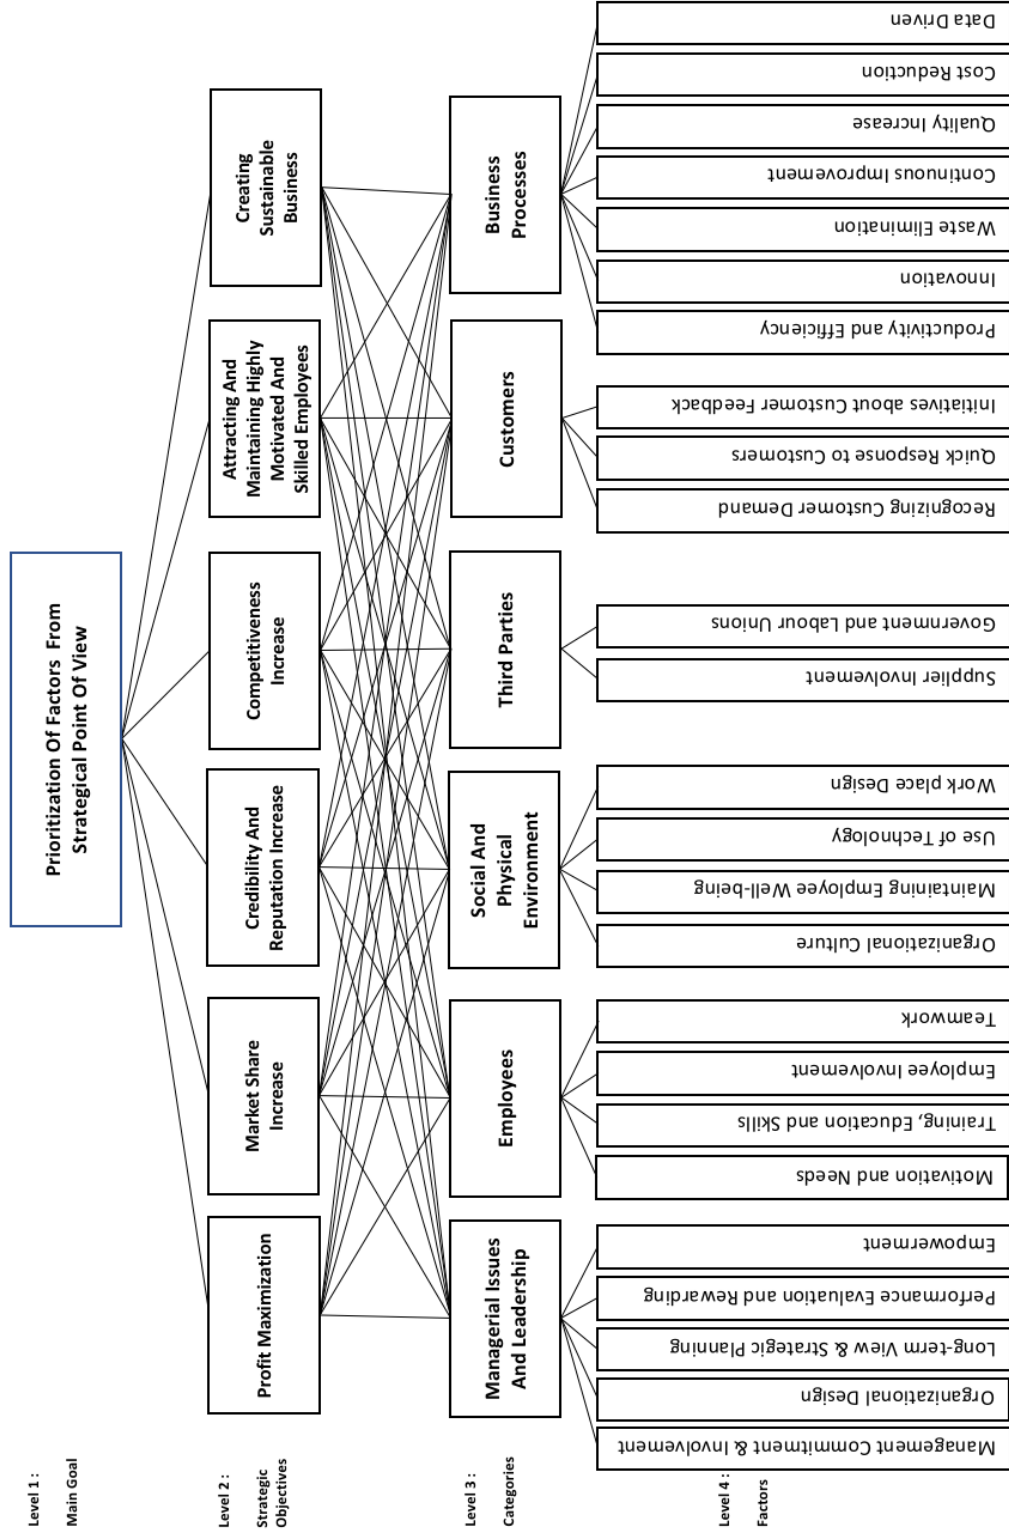 Level 1 :
Main Goal
Prioritization Of Factors From
Strategical Point Of View
Level 2 :
Strategic
Objectives
Profit Maximization
Market Share
Increase
Credibility And
Reputation Increase
Competitiveness
Increase
Attracting And
Maintaining Highly
Motivated And
Skilled Employees
Creating
Sustainable
Business
Level 3 :
Categories
Managerial Issues
And Leadership
Employees
Social And
Physical
Environment
Third Parties
Customers
Business
Processes
Level 4 :
Factors
Management Commitment & Involvement
Organizational Design
Long-term View & Strategic Planning
Performance Evaluation and Rewarding
Empowerment
Motivation and Needs
Training, Education and Skills
Employee Involvement
Teamwork
Organizational Culture
Maintaining Employee Well-being
Use of Technology
Work place Design
Supplier Involvement
Government and Labour Unions
Recognizing Customer Demand
Quick Response to Customers
Initiatives about Customer Feedback
Productivity and Efficiency
Innovation
Waste Elimination
Continuous Improvement
Quality Increase
Cost Reduction
Data Driven